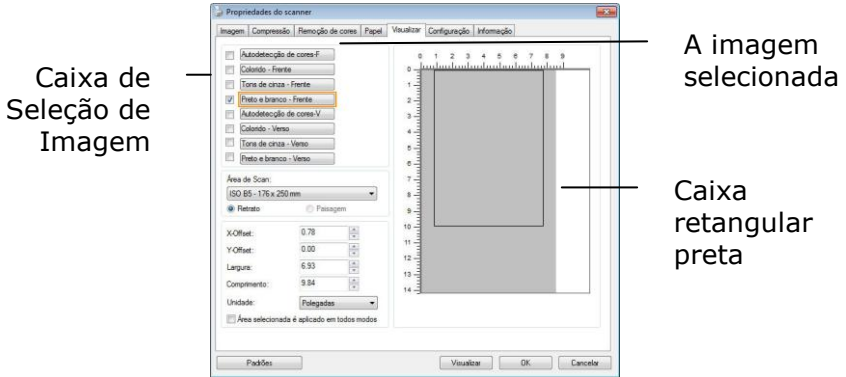 Propriedades do scanner
Imagem Compressão Remoção de cores Papel Visualizar Configuração Informação
Caixa de
Seleção de
Imagem
Autodetecção de cores-F
Colorido - Frente
Tons de cinza - Frente
Preto e branco - Frente
Autodetecção de cores-V
Colorido - Verso
Tons de cinza - Verso
Preto e branco - Verso
Área de Scan:
ISO B5 - 176 x 250 mm
Retrato Paisagem
X-Offset: 0.78
Y-Offset: 0.00
Largura: 6.93
Comprimento: 9.84
Unidade: Polegadas
Área selecionada é aplicado em todos modos
0 1 2 3 4 5 6 7 8 9
0
1
2
3
4
5
6
7
8
9
10
11
12
13
14
A imagem
selecionada
Caixa
retangular
preta
Padrões Visualizar OK Cancelar